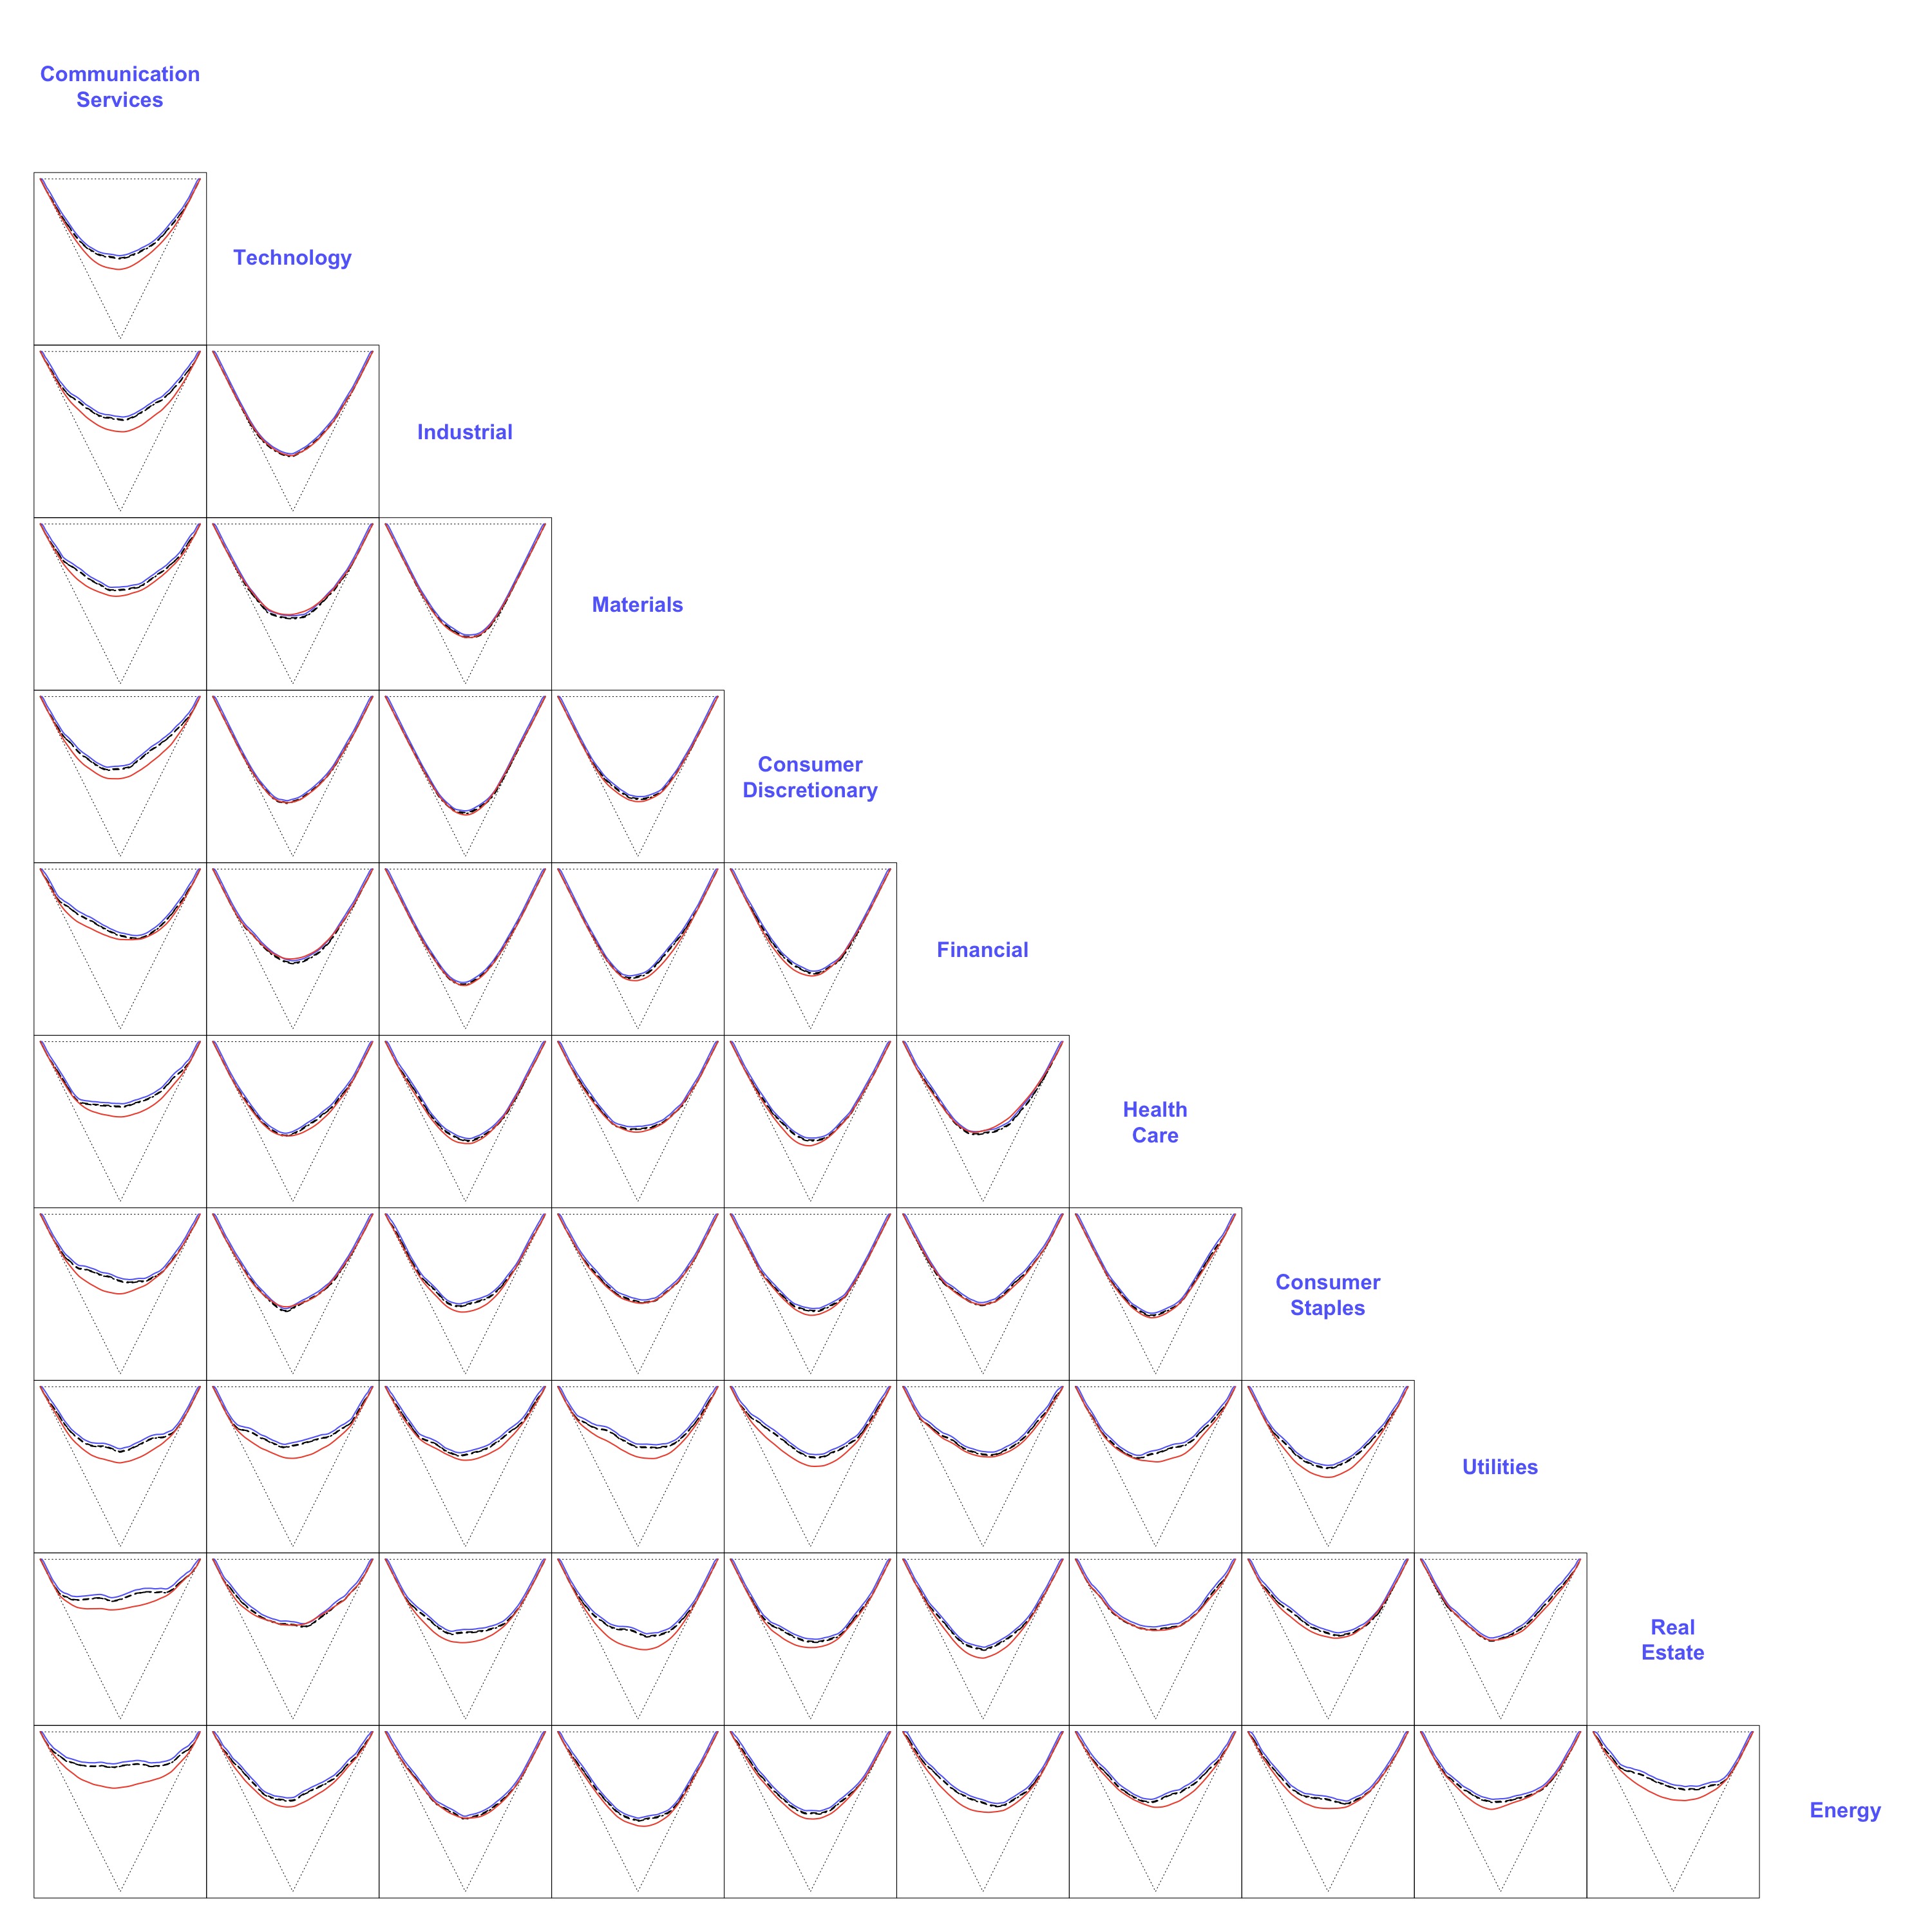 Communication
Services
Technology
Industrial
Materials
Consumer
Discretionary
Financial
Health
Care
Consumer
Staples
Utilities
Real
Estate
Energy